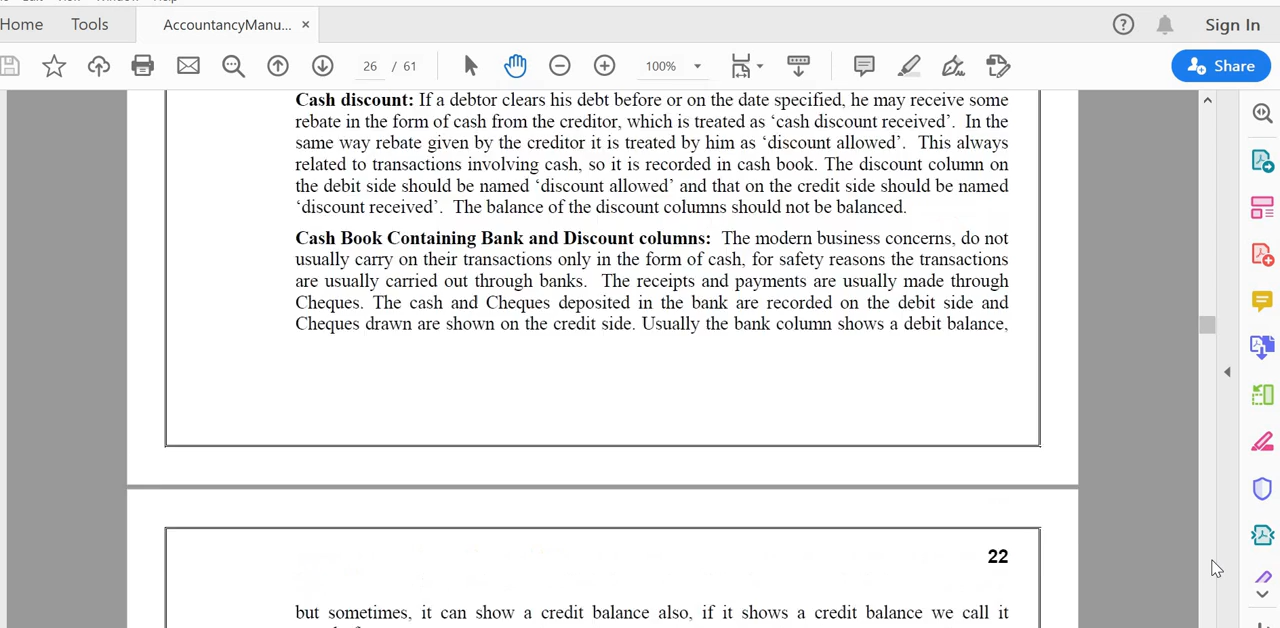 Home Tools AccountancyManu... × Sign In
26 / 61 100% Share
Cash discount: If a debtor clears his debt before or on the date specified, he may receive some
rebate in the form of cash from the creditor, which is treated as ‘cash discount received’. In the
same way rebate given by the creditor it is treated by him as ‘discount allowed’. This always
related to transactions involving cash, so it is recorded in cash book. The discount column on
the debit side should be named ‘discount allowed’ and that on the credit side should be named
‘discount received’. The balance of the discount columns should not be balanced.
Cash Book Containing Bank and Discount columns: The modern business concerns, do not
usually carry on their transactions only in the form of cash, for safety reasons the transactions
are usually carried out through banks. The receipts and payments are usually made through
Cheques. The cash and Cheques deposited in the bank are recorded on the debit side and
Cheques drawn are shown on the credit side. Usually the bank column shows a debit balance,
22
but sometimes, it can show a credit balance also, if it shows a credit balance we call it